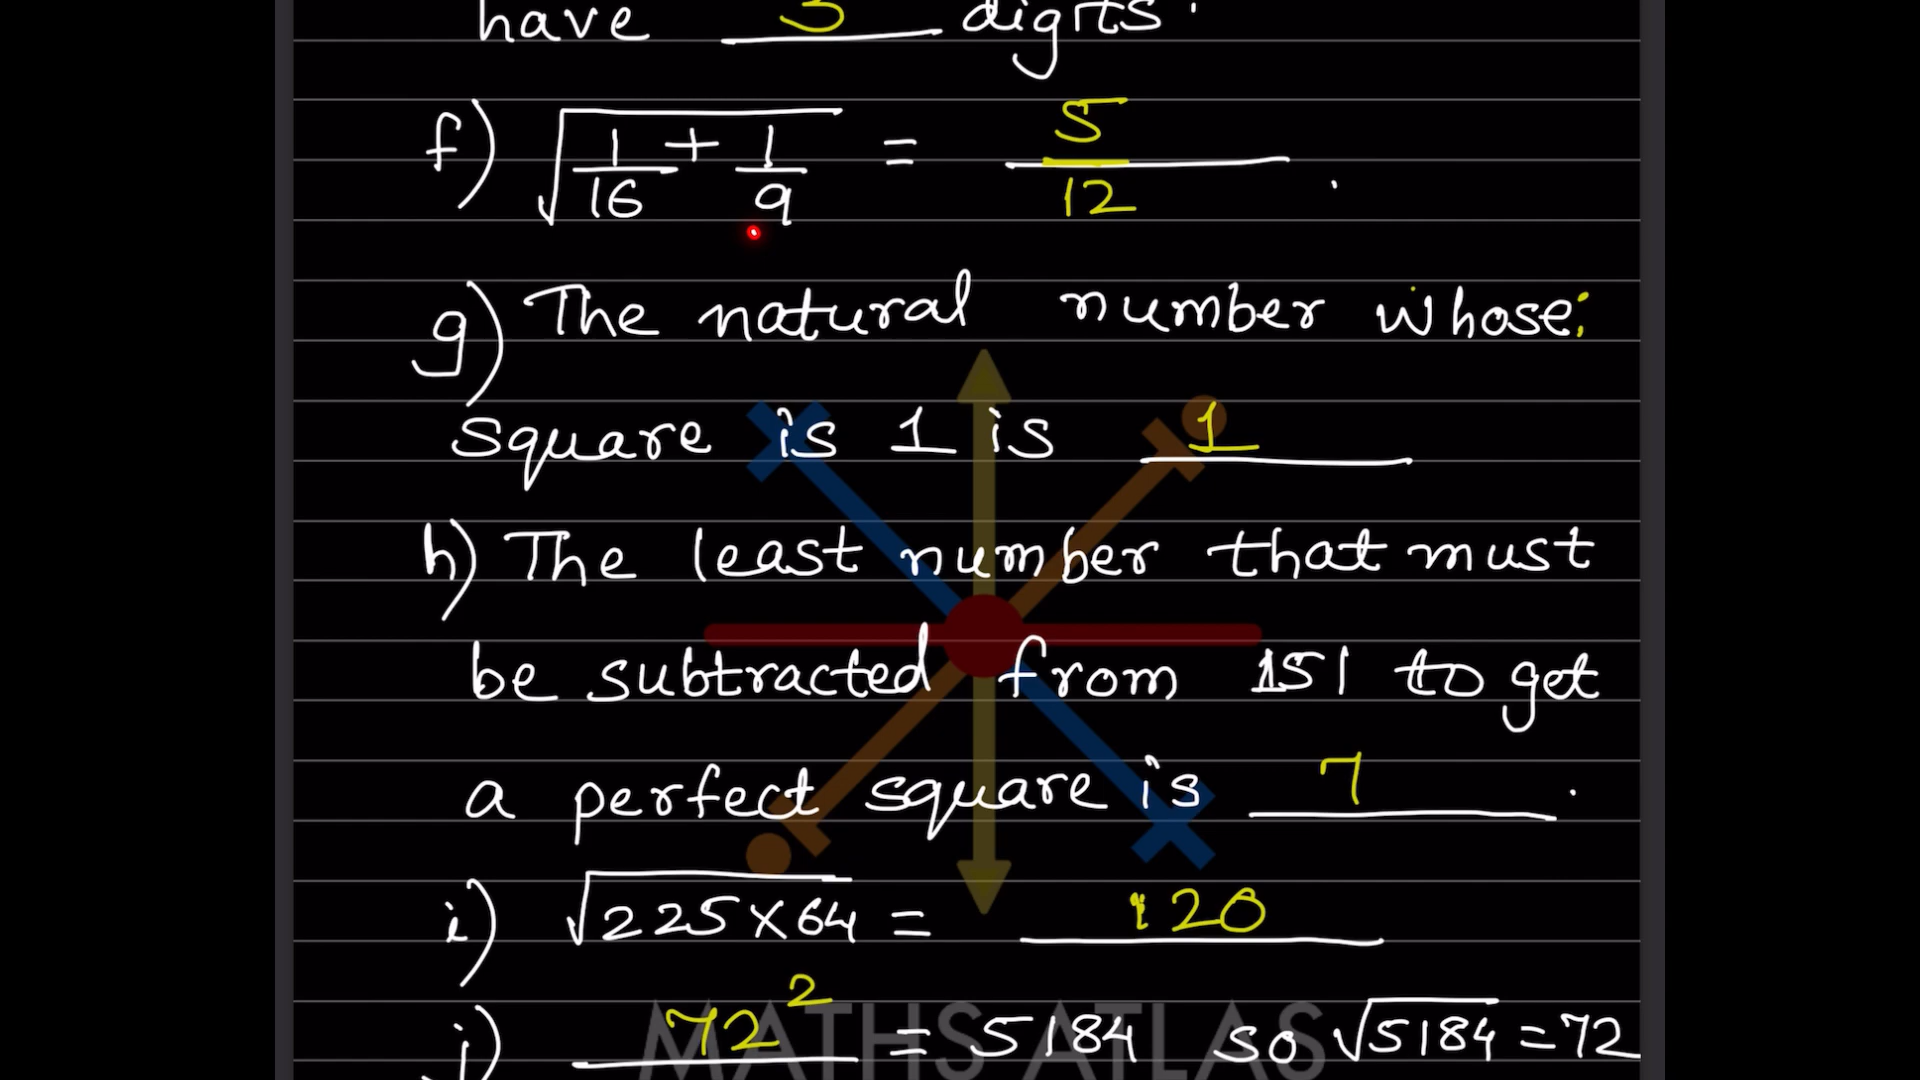 have 3 digits.
f) √(1/16 + 1/9) = 5/12 .
g) The natural number whose;
square is 1 is 1
h) The least number that must
be subtracted from 151 to get
a perfect square is 7 .
i) √(225×64) = 120
j) 72² = 5184 so √5184 = 72
MATHS ATLAS